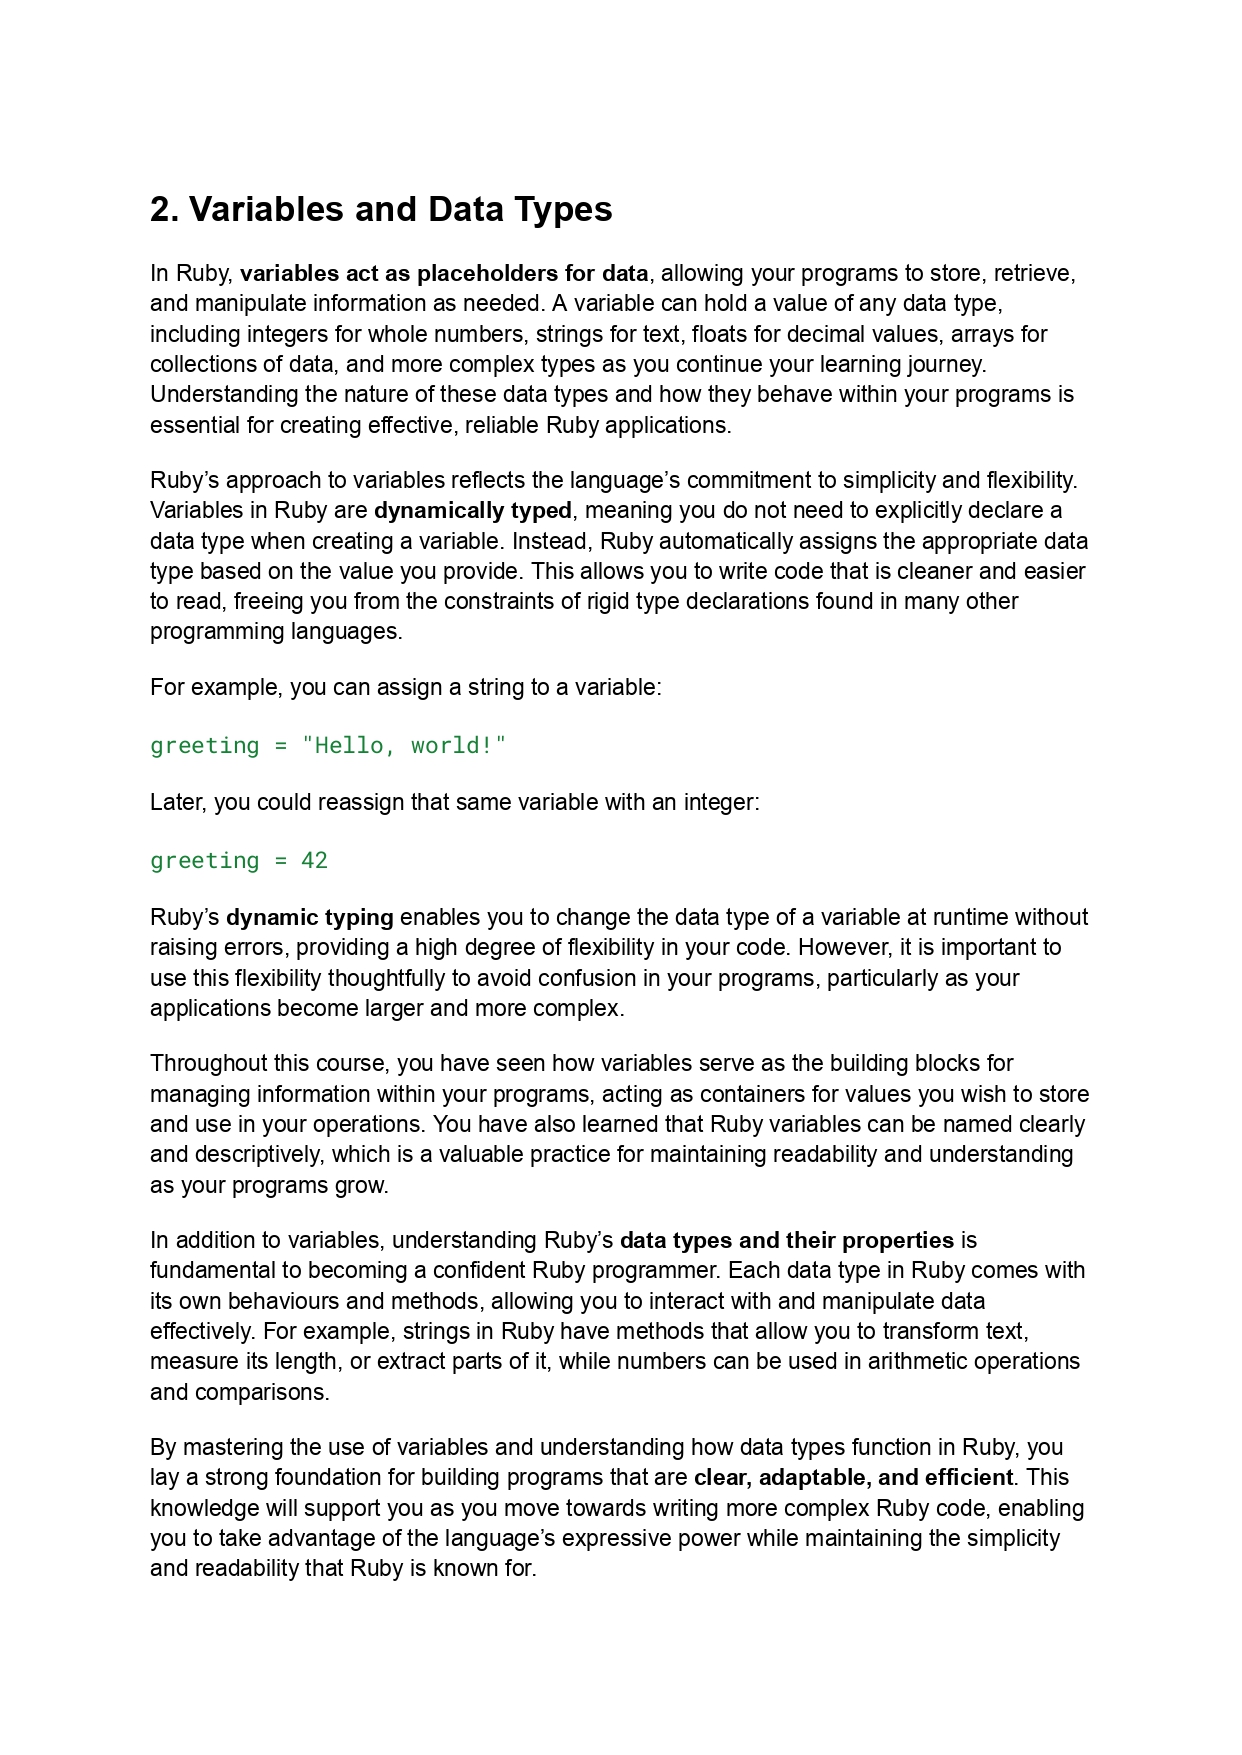 2. Variables and Data Types
In Ruby, variables act as placeholders for data, allowing your programs to store, retrieve,
and manipulate information as needed. A variable can hold a value of any data type,
including integers for whole numbers, strings for text, floats for decimal values, arrays for
collections of data, and more complex types as you continue your learning journey.
Understanding the nature of these data types and how they behave within your programs is
essential for creating effective, reliable Ruby applications.
Ruby’s approach to variables reflects the language’s commitment to simplicity and flexibility.
Variables in Ruby are dynamically typed, meaning you do not need to explicitly declare a
data type when creating a variable. Instead, Ruby automatically assigns the appropriate data
type based on the value you provide. This allows you to write code that is cleaner and easier
to read, freeing you from the constraints of rigid type declarations found in many other
programming languages.
For example, you can assign a string to a variable:
greeting = "Hello, world!"
Later, you could reassign that same variable with an integer:
greeting = 42
Ruby’s dynamic typing enables you to change the data type of a variable at runtime without
raising errors, providing a high degree of flexibility in your code. However, it is important to
use this flexibility thoughtfully to avoid confusion in your programs, particularly as your
applications become larger and more complex.
Throughout this course, you have seen how variables serve as the building blocks for
managing information within your programs, acting as containers for values you wish to store
and use in your operations. You have also learned that Ruby variables can be named clearly
and descriptively, which is a valuable practice for maintaining readability and understanding
as your programs grow.
In addition to variables, understanding Ruby’s data types and their properties is
fundamental to becoming a confident Ruby programmer. Each data type in Ruby comes with
its own behaviours and methods, allowing you to interact with and manipulate data
effectively. For example, strings in Ruby have methods that allow you to transform text,
measure its length, or extract parts of it, while numbers can be used in arithmetic operations
and comparisons.
By mastering the use of variables and understanding how data types function in Ruby, you
lay a strong foundation for building programs that are clear, adaptable, and efficient. This
knowledge will support you as you move towards writing more complex Ruby code, enabling
you to take advantage of the language’s expressive power while maintaining the simplicity
and readability that Ruby is known for.